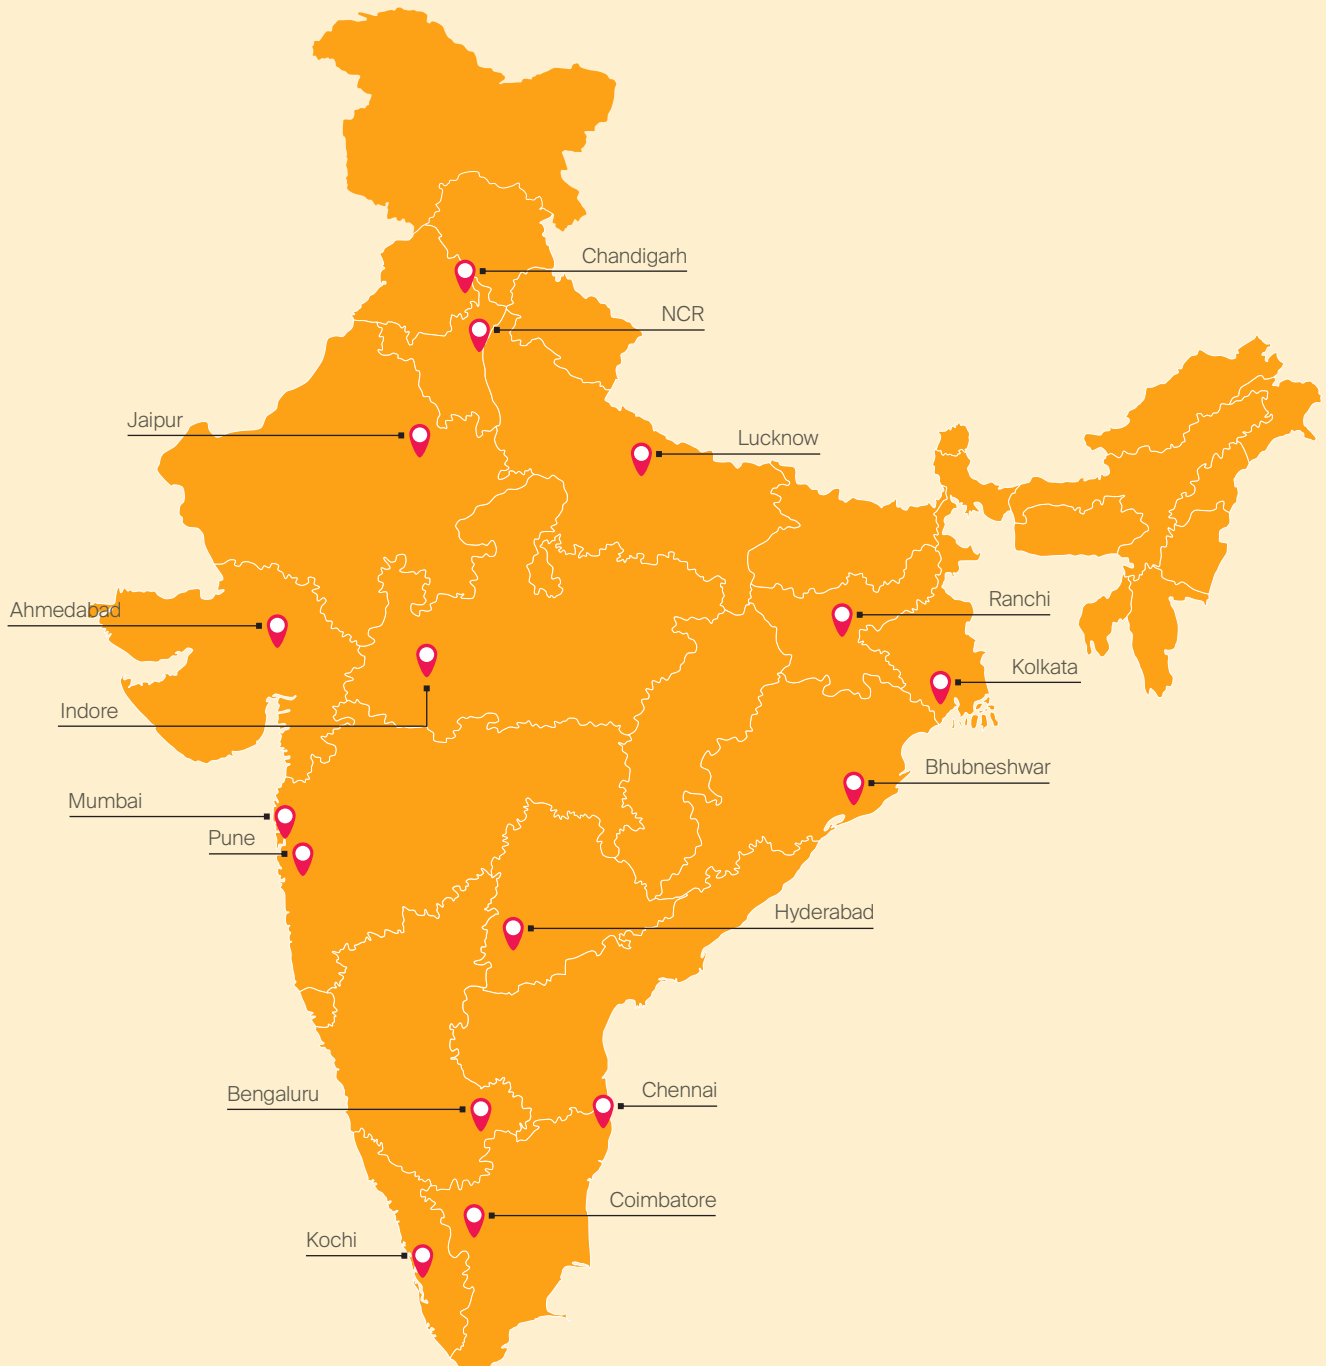 Chandigarh
NCR
Jaipur
Lucknow
Ahmedabad
Ranchi
Kolkata
Indore
Bhubneshwar
Mumbai
Pune
Hyderabad
Bengaluru
Chennai
Coimbatore
Kochi